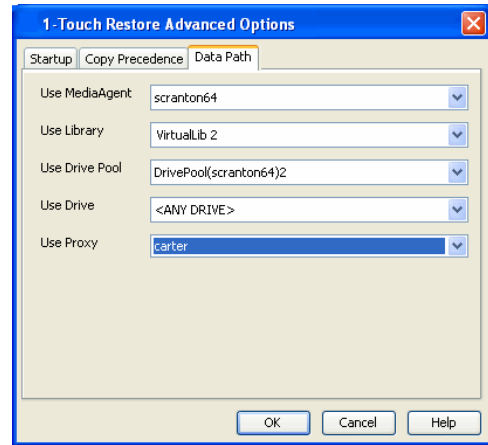 1-Touch Restore Advanced Options
Startup Copy Precedence Data Path
Use MediaAgent scranton64
Use Library VirtualLib 2
Use Drive Pool DrivePool(scranton64)2
Use Drive <ANY DRIVE>
Use Proxy carter
OK Cancel Help